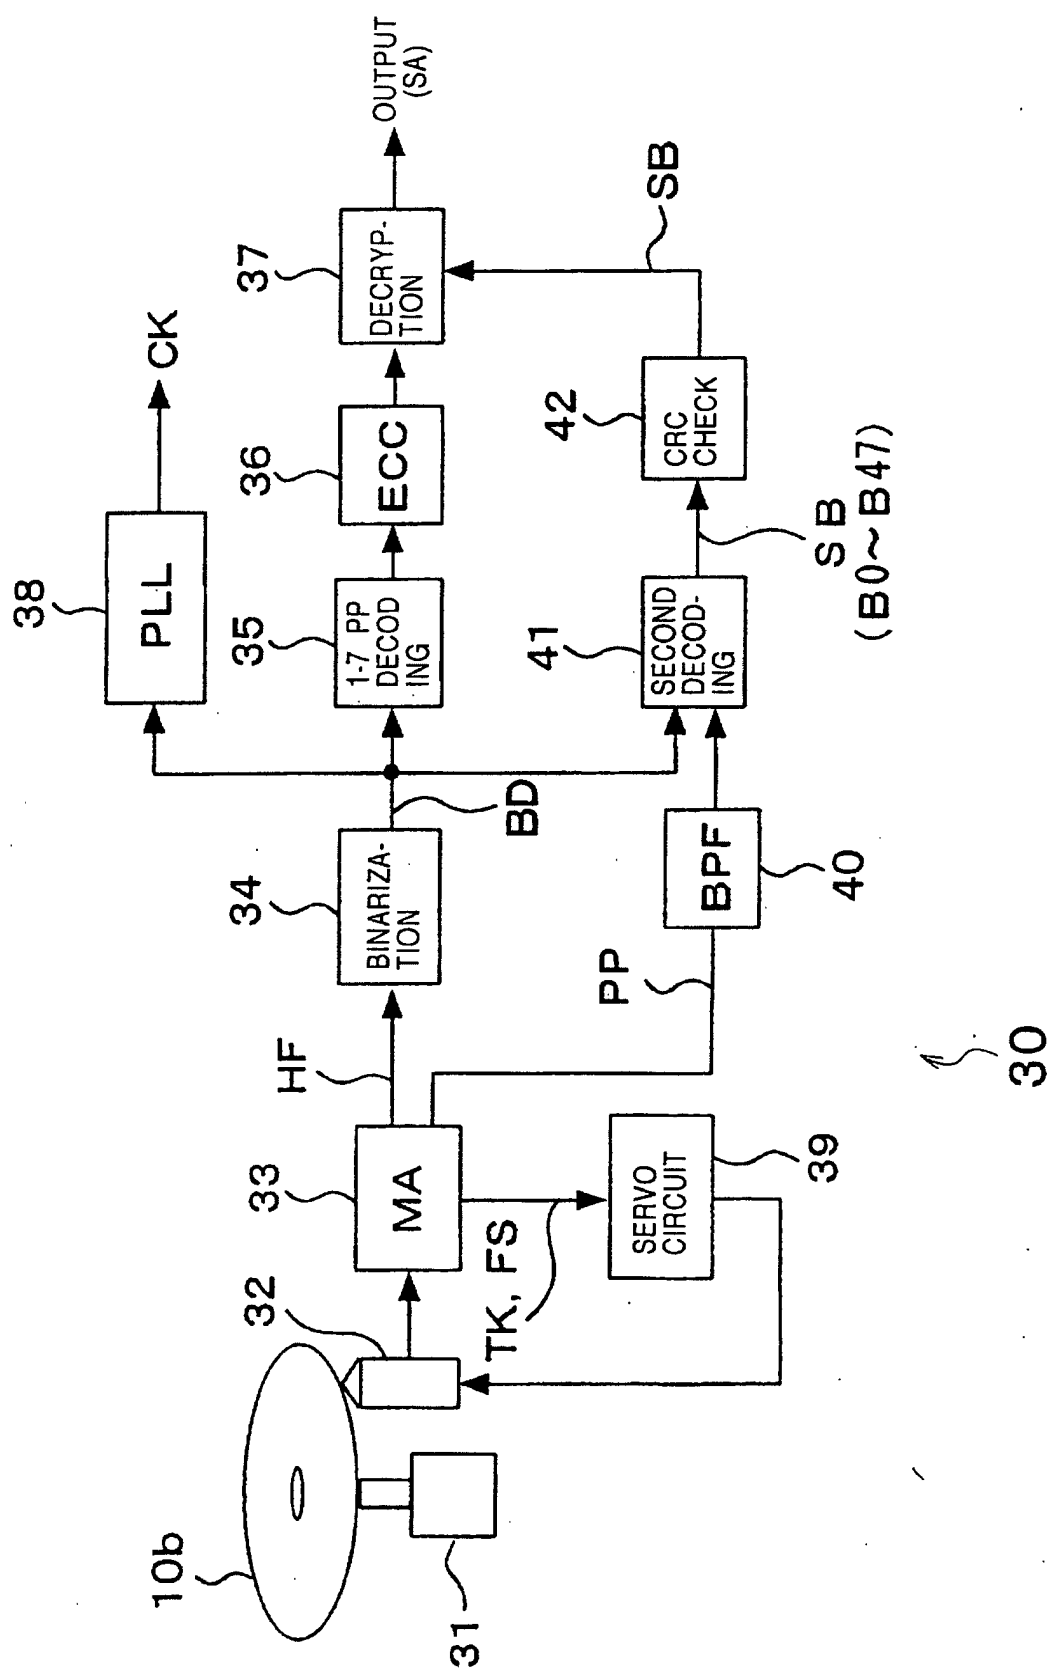 38
PLL
CK
10b
31
32
33
MA
HF
34
BINARIZA-
TION
BD
35
1-7 PP
DECOD
ING
36
ECC
37
DECRYP-
TION
OUTPUT
(SA)
TK, FS
SERVO
CIRCUIT
39
PP
BPF
40
41
SECOND
DECOD-
ING
SB
(B0~B47)
42
CRC
CHECK
SB
30